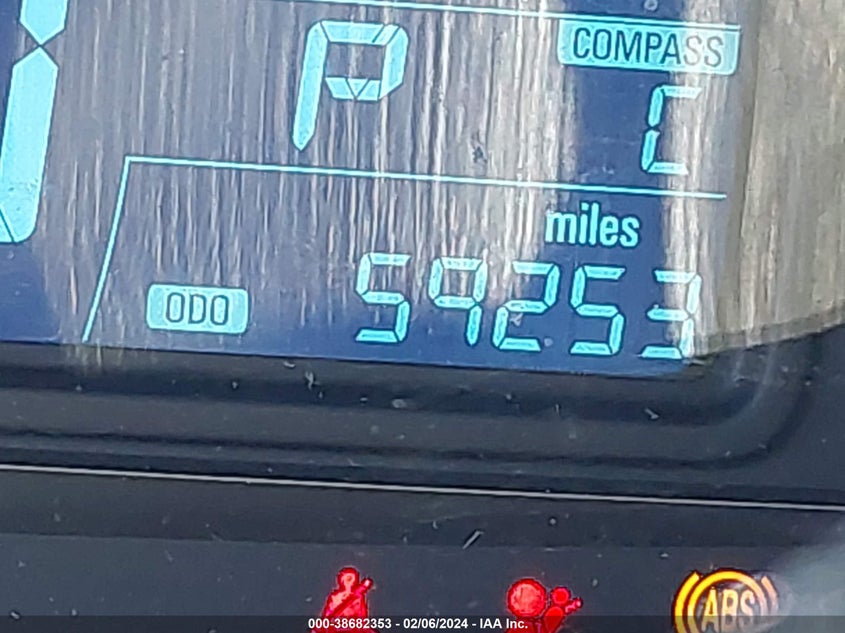 P
COMPASS
C
miles
ODO
59253
ABS
000-38682353 - 02/06/2024 - IAA Inc.